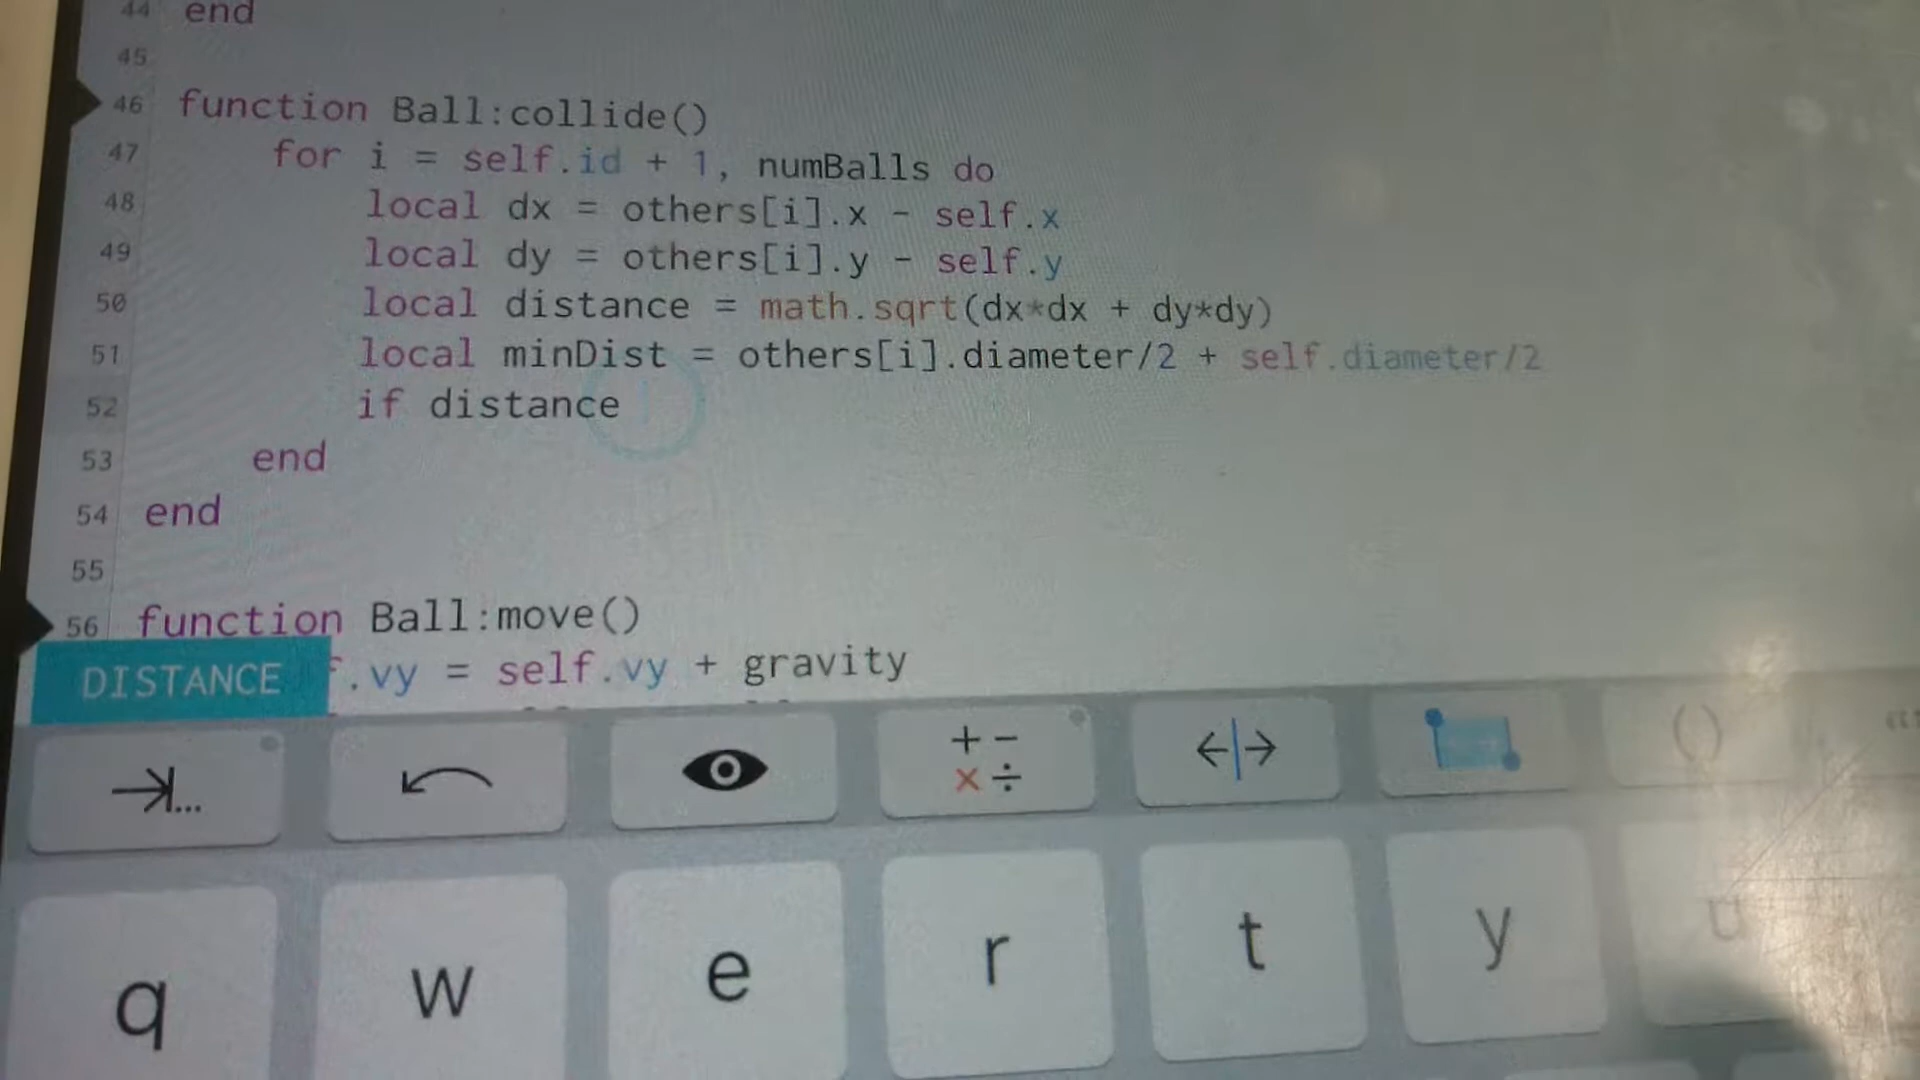 44 end
45
46 function Ball:collide()
47 for i = self.id + 1, numBalls do
48 local dx = others[i].x - self.x
49 local dy = others[i].y - self.y
50 local distance = math.sqrt(dx*dx + dy*dy)
51 local minDist = others[i].diameter/2 + self.diameter/2
52 if distance
53 end
54 end
55
56 function Ball:move()
DISTANCE f.vy = self.vy + gravity
→... + - × ÷ ←|→ ()
q w e r t y u